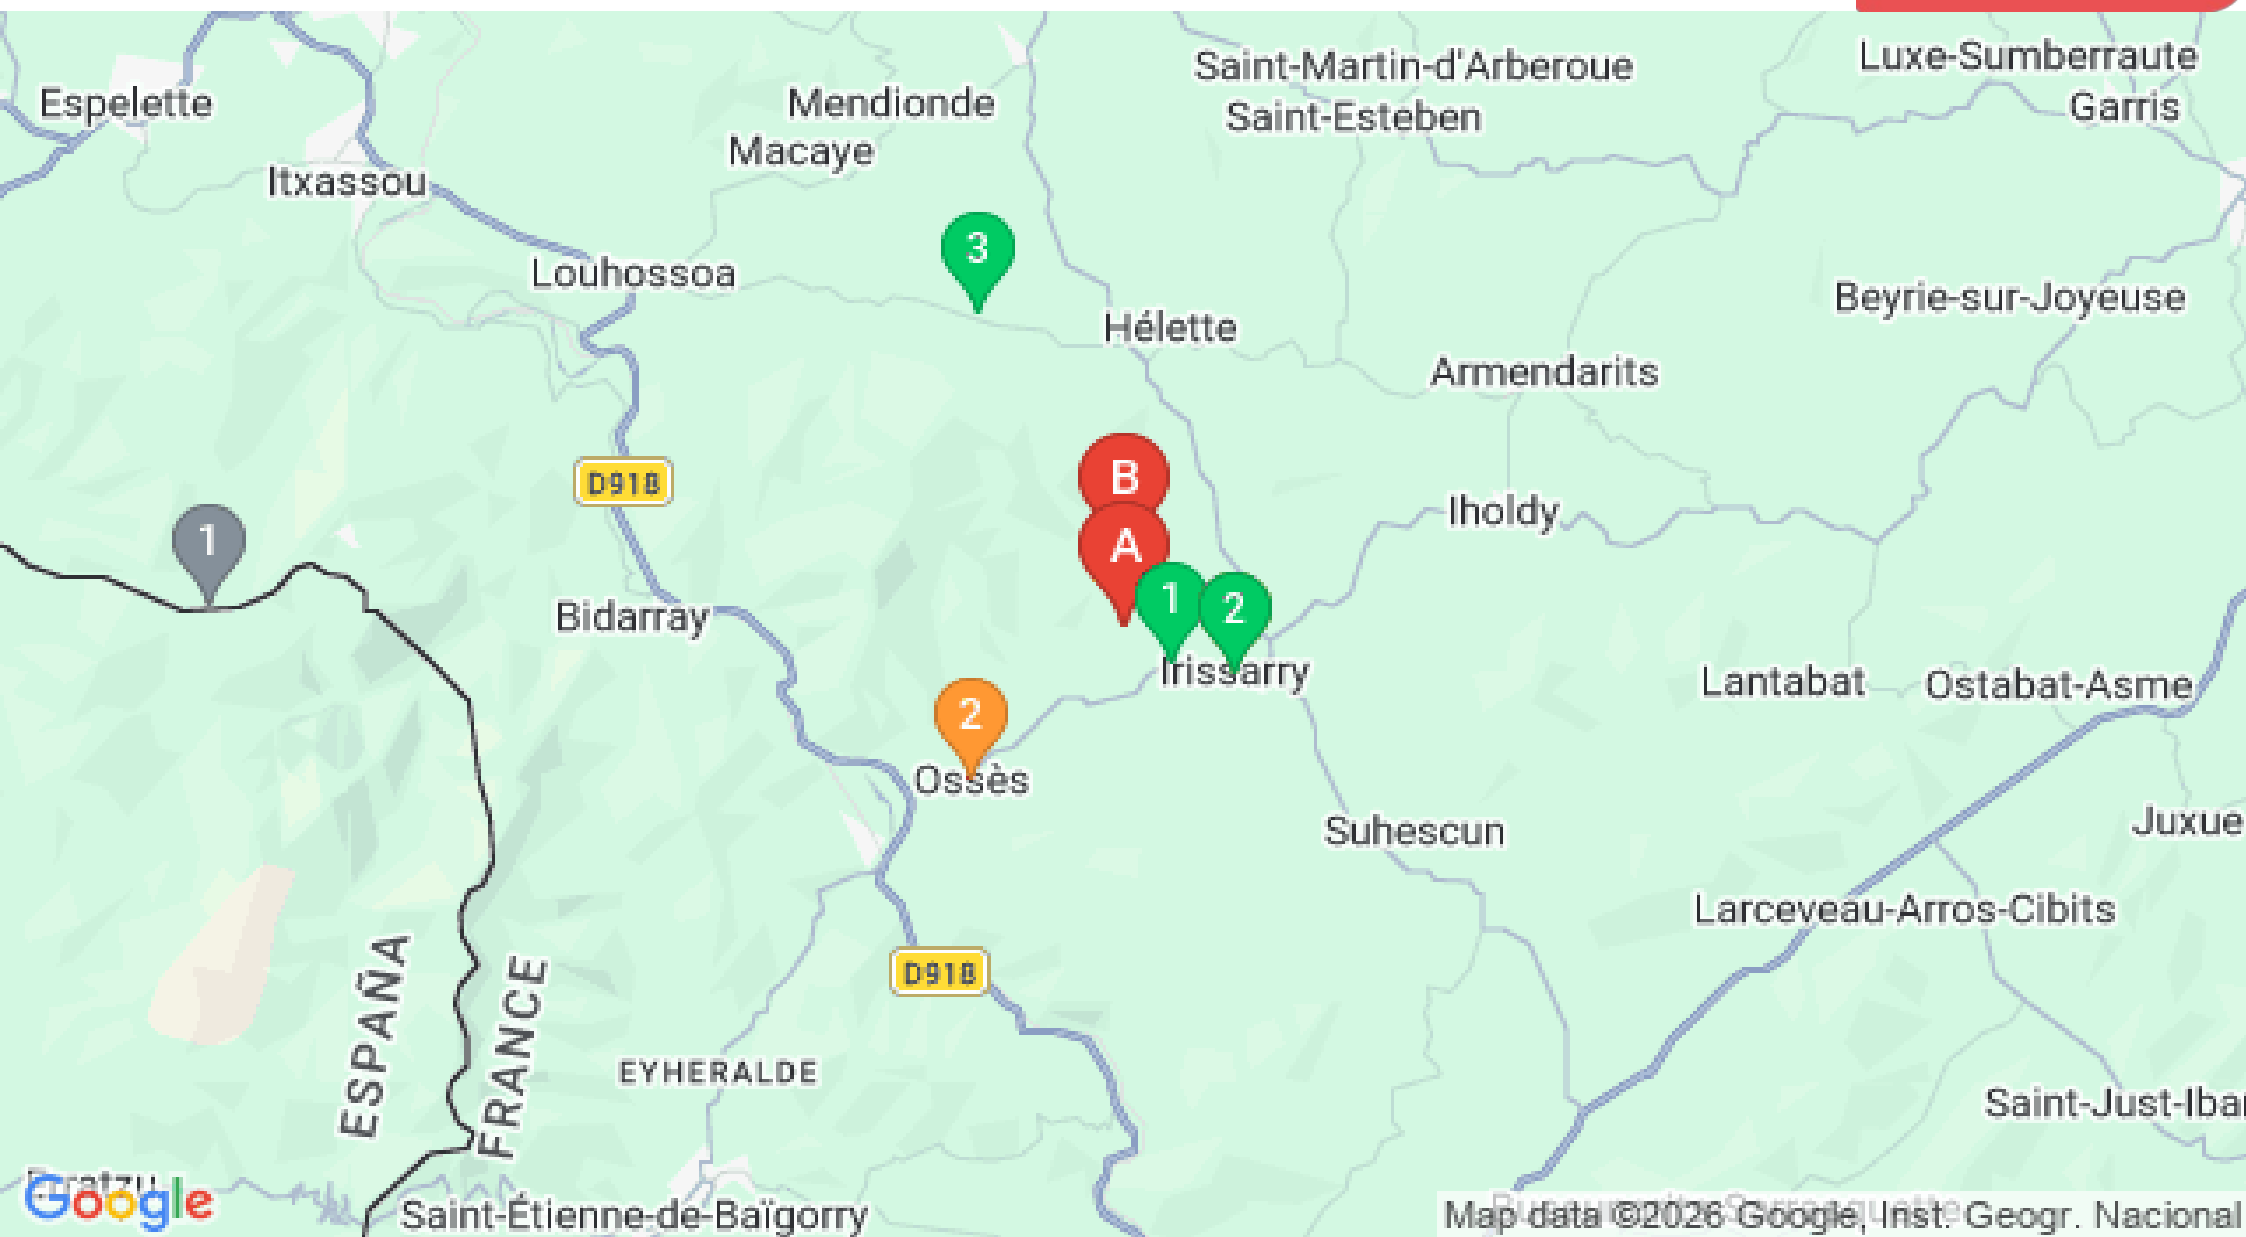 Saint-Martin-d'Arberoue
Luxe-Sumberraute
Espelette
Mendionde
Saint-Esteben
Garris
Macaye
Itxassou
3
Louhossoa
Beyrie-sur-Joyeuse
Hélette
Armendarits
B
D918
Iholdy
1
A
1
2
Bidarray
Irissarry
Lantabat
Ostabat-Asme
2
Ossès
Suhescun
Juxue
Larceveau-Arros-Cibits
D918
ESPAÑA
FRANCE
EYHERALDE
Saint-Just-Ibar
Google
Saint-Étienne-de-Baïgorry
Map data ©2026 Google, Inst. Geogr. Nacional